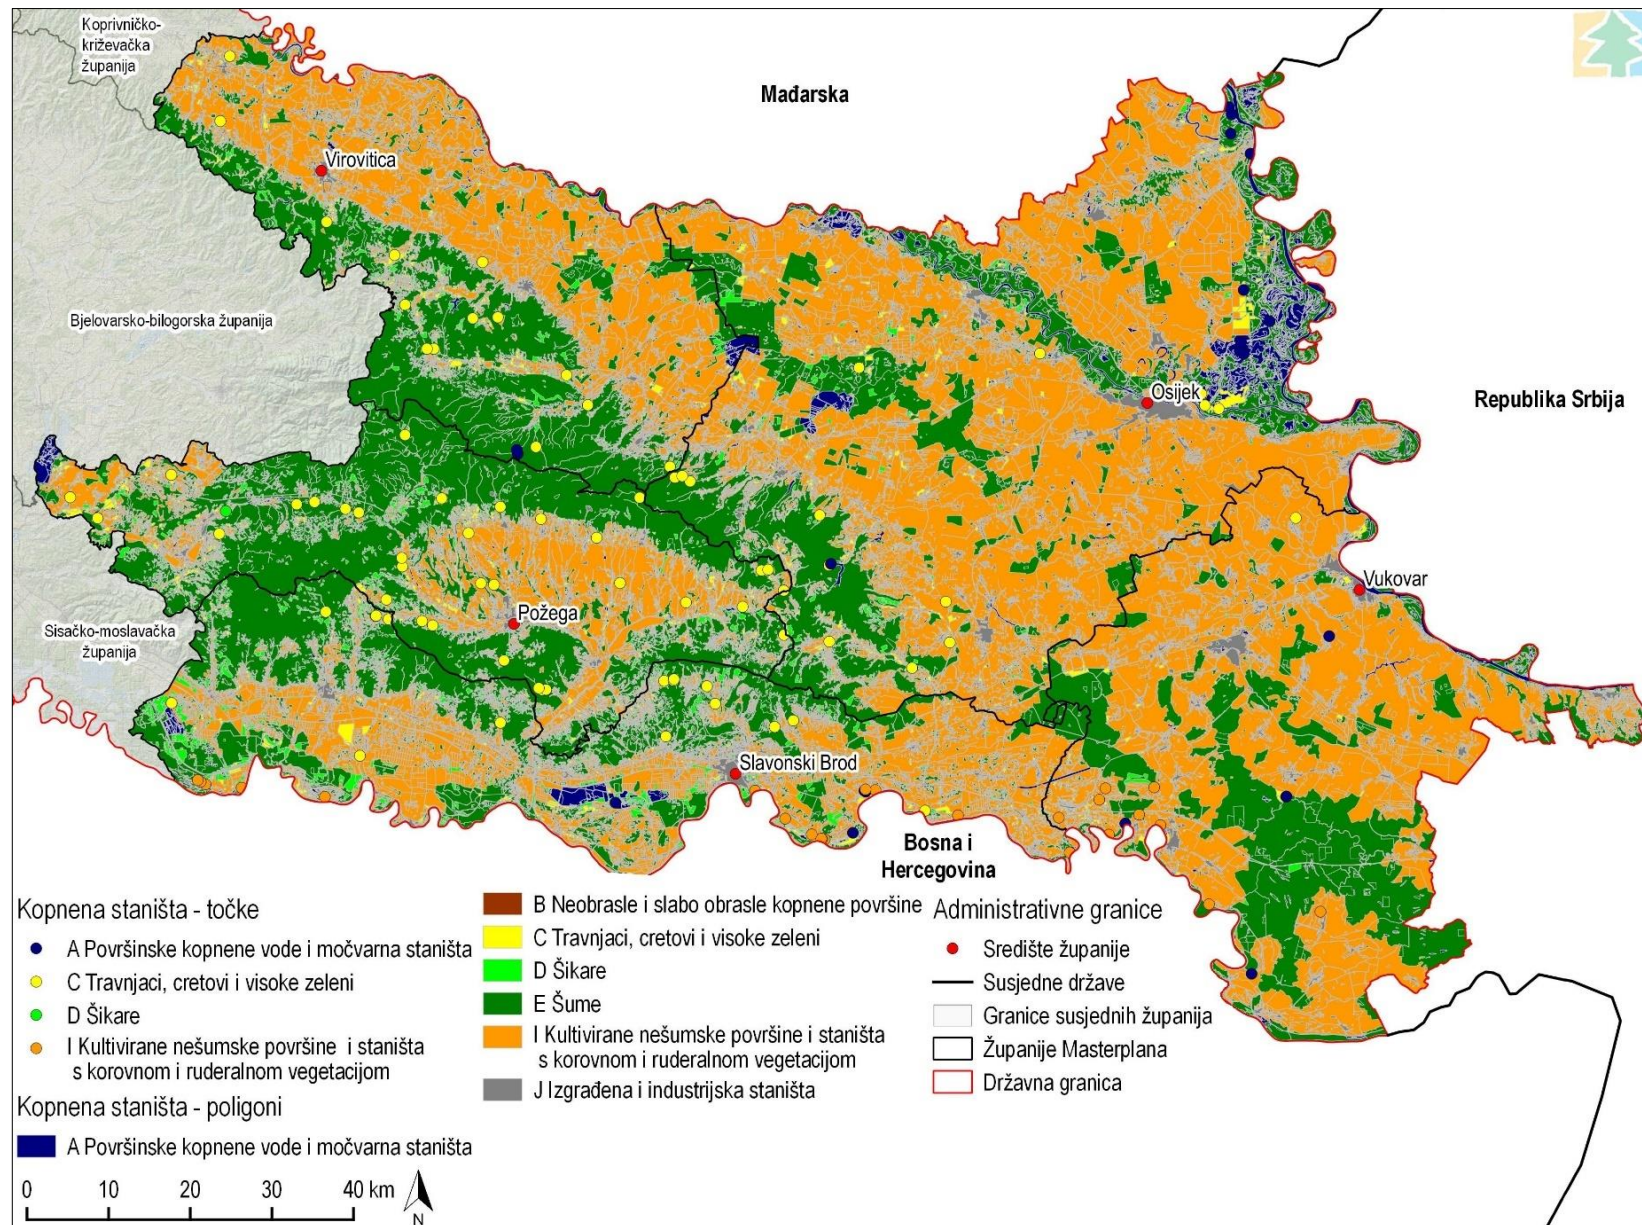 Koprivničko-
križevačka
županija
Mađarska
Virovitica
Bjelovarsko-bilogorska županija
Osijek
Republika Srbija
Vukovar
Požega
Sisačko-moslavačka
županija
Slavonski Brod
Bosna i
Hercegovina
Kopnena staništa - točke
A Površinske kopnene vode i močvarna staništa
C Travnjaci, cretovi i visoke zeleni
D Šikare
I Kultivirane nešumske površine i staništa
s korovnom i ruderalnom vegetacijom
Kopnena staništa - poligoni
A Površinske kopnene vode i močvarna staništa
B Neobrasle i slabo obrasle kopnene površine
C Travnjaci, cretovi i visoke zeleni
D Šikare
E Šume
I Kultivirane nešumske površine i staništa
s korovnom i ruderalnom vegetacijom
J Izgrađena i industrijska staništa
Administrativne granice
Središte županije
Susjedne države
Granice susjednih županija
Županije Masterplana
Državna granica
0 10 20 30 40 km
N